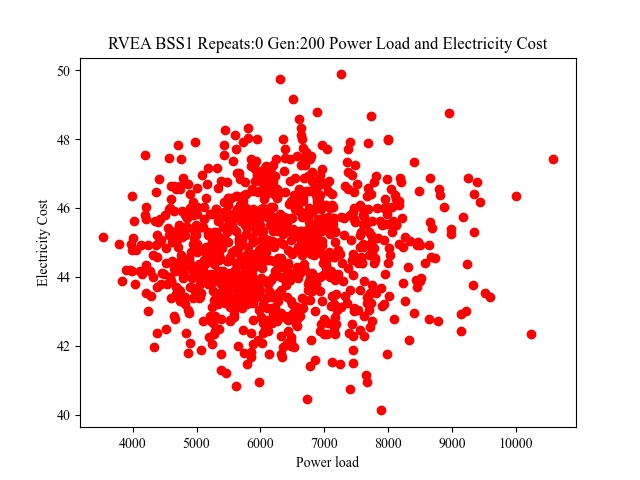 RVEA BSS1 Repeats:0 Gen:200 Power Load and Electricity Cost
50
48
46
44
42
40
Electricity Cost
4000 5000 6000 7000 8000 9000 10000
Power load